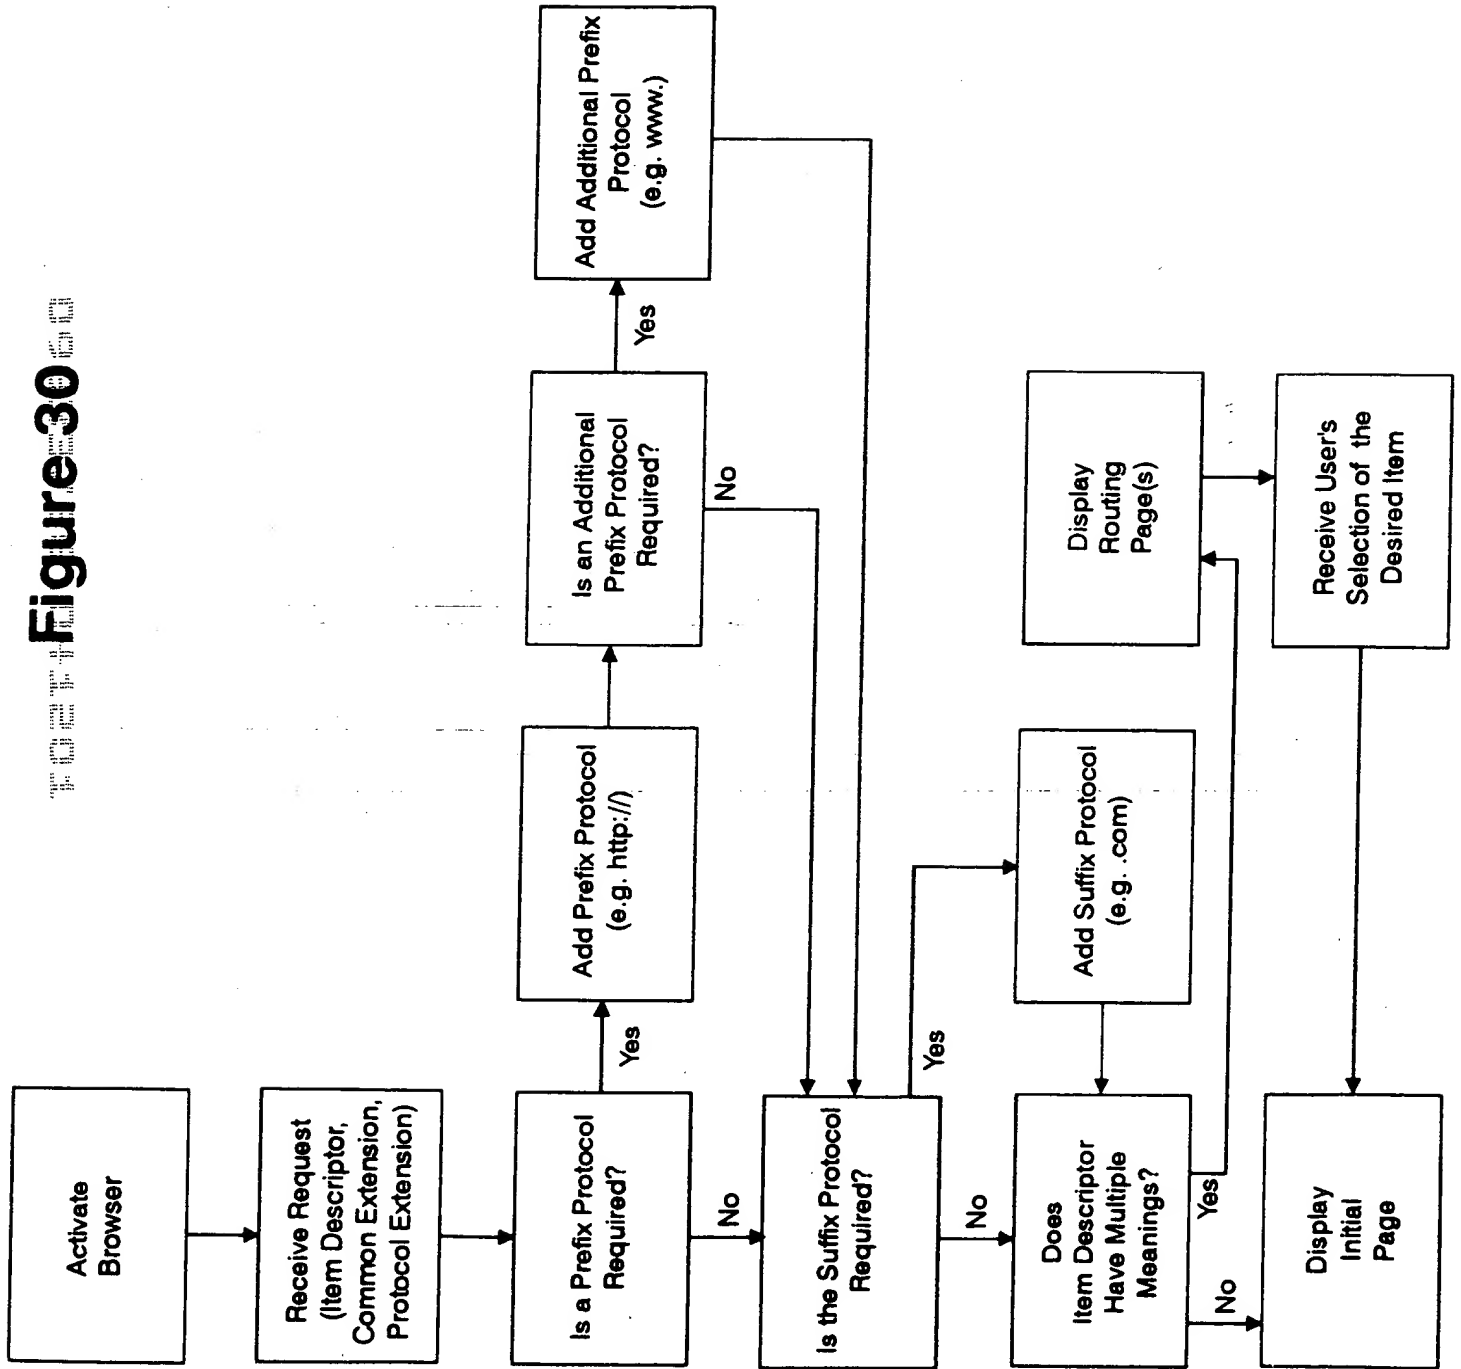 Figure 30
Activate
Browser
Receive Request
(Item Descriptor,
Common Extension,
Protocol Extension)
Is a Prefix Protocol
Required?
Yes
Add Prefix Protocol
(e.g. http://)
Is an Additional
Prefix Protocol
Required?
Yes
Add Additional Prefix
Protocol
(e.g. www.)
No
No
Is the Suffix Protocol
Required?
Yes
Add Suffix Protocol
(e.g. .com)
No
Does
Item Descriptor
Have Multiple
Meanings?
Yes
Display
Routing
Page(s)
No
Receive User's
Selection of the
Desired Item
Display
Initial
Page